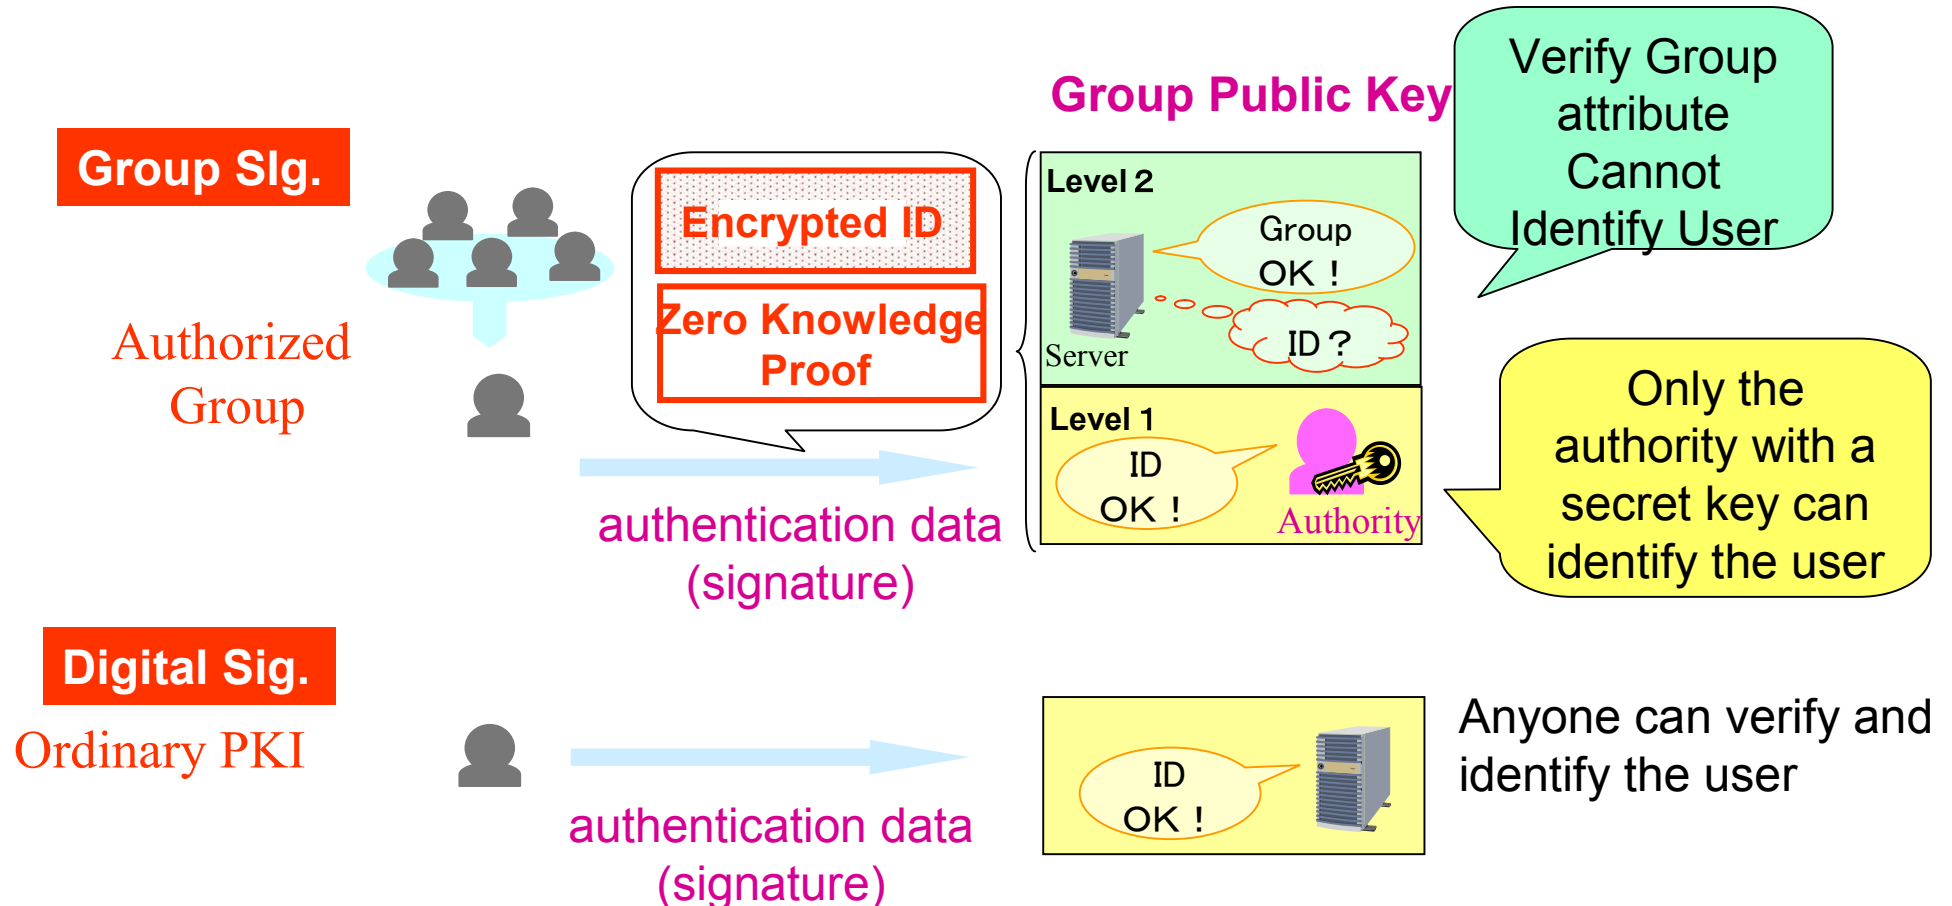 Group SIg.
Authorized
Group
Encrypted ID
Zero Knowledge
Proof
authentication data
(signature)
Group Public Key
Level 2
Group
OK !
ID ?
Server
Level 1
ID
OK !
Authority
Verify Group
attribute
Cannot
Identify User
Only the
authority with a
secret key can
identify the user
Digital Sig.
Ordinary PKI
authentication data
(signature)
ID
OK !
Anyone can verify and
identify the user